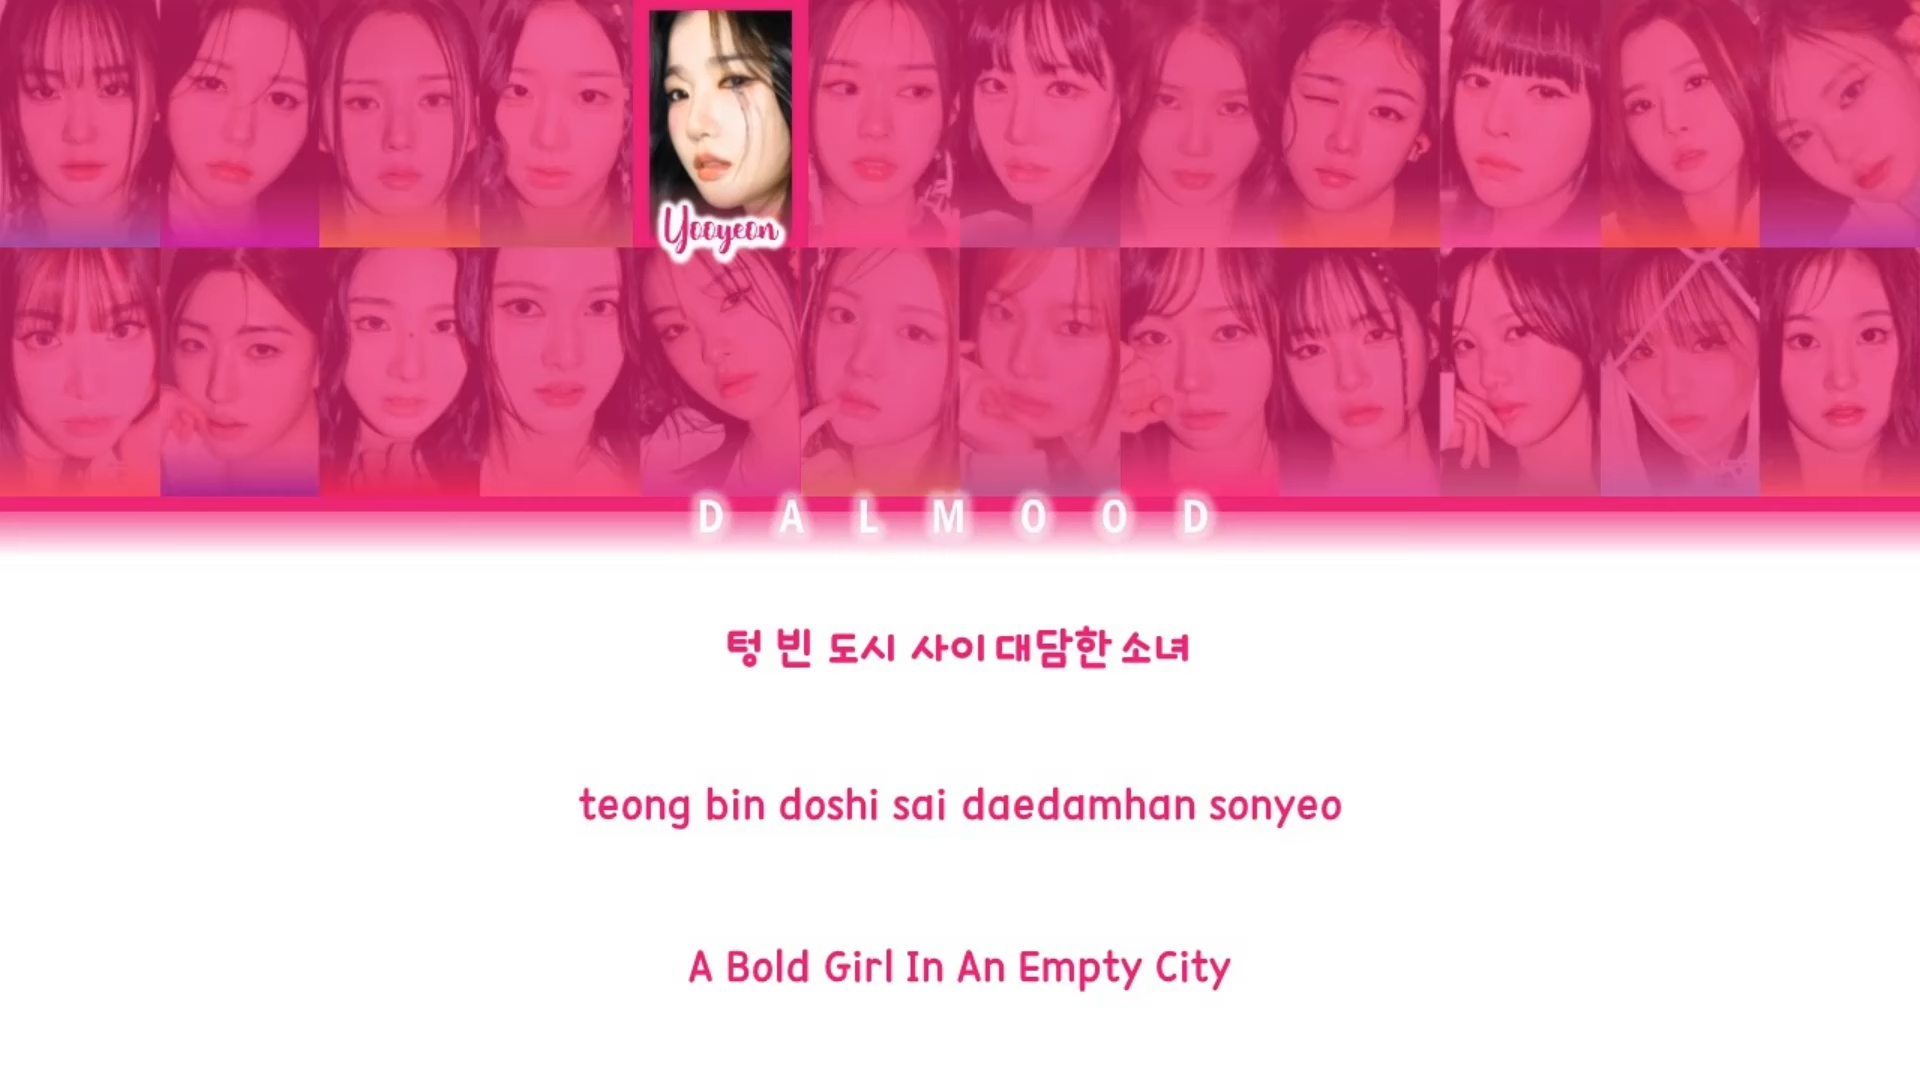 Yooyeon
DALMOOD
텅 빈 도시 사이 대담한 소녀
teong bin doshi sai daedamhan sonyeo
A Bold Girl In An Empty City